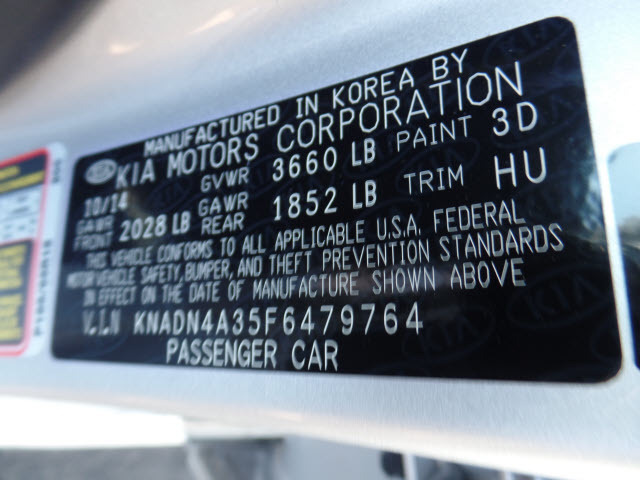 MANUFACTURED IN KOREA BY
KIA KIA MOTORS CORPORATION
10/14 GVWR 3660 LB PAINT 3D
GAWR FRONT 2028 LB GAWR REAR 1852 LB TRIM HU
THIS VEHICLE CONFORMS TO ALL APPLICABLE U.S.A. FEDERAL
MOTOR VEHICLE SAFETY, BUMPER, AND THEFT PREVENTION STANDARDS
IN EFFECT ON THE DATE OF MANUFACTURE SHOWN ABOVE
V.I.N KNADN4A35F6479764
PASSENGER CAR